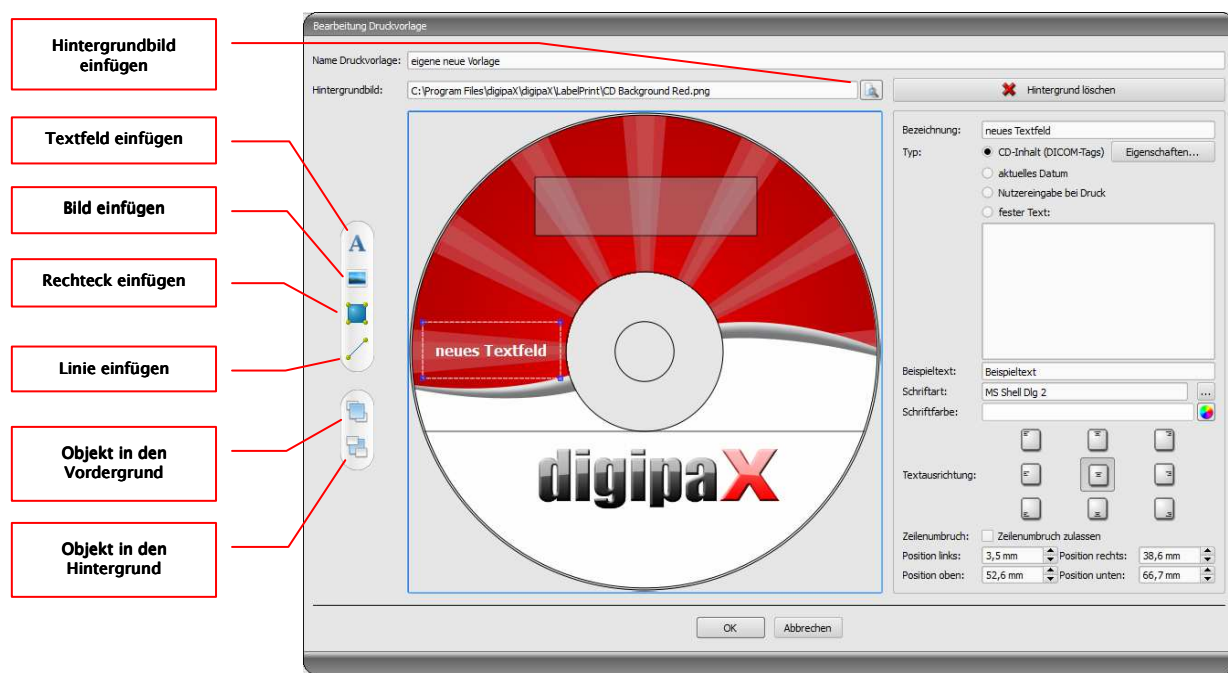 Hintergrundbild
einfügen
Textfeld einfügen
Bild einfügen
Rechteck einfügen
Linie einfügen
Objekt in den
Vordergrund
Objekt in den
Hintergrund
Bearbeitung Druckvorlage
Name Druckvorlage: eigene neue Vorlage
Hintergrundbild: C:\Program Files\digipaX\digipaX\LabelPrint\CD Background Red.png
Hintergrund löschen
A
neues Textfeld
digipaX
Bezeichnung: neues Textfeld
Typ: CD-Inhalt (DICOM-Tags) Eigenschaften...
aktuelles Datum
Nutzereingabe bei Druck
fester Text:
Beispieltext: Beispieltext
Schriftart: MS Shell Dlg 2 ...
Schriftfarbe:
Textausrichtung:
Zeilenumbruch: Zeilenumbruch zulassen
Position links: 3,5 mm Position rechts: 38,6 mm
Position oben: 52,6 mm Position unten: 66,7 mm
OK Abbrechen